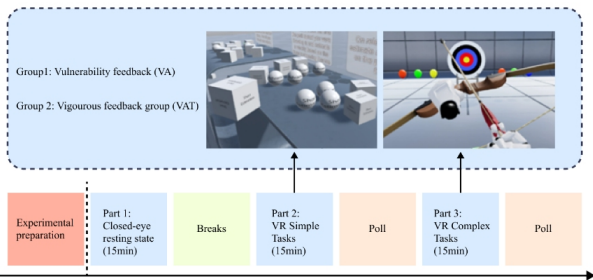 Group1: Vulnerability feedback (VA)
Group 2: Vigourous feedback group (VAT)
Experimental
preparation
Part 1:
Closed-eye
resting state
(15min)
Breaks
Part 2:
VR Simple
Tasks
(15min)
Poll
Part 3:
VR Complex
Tasks
(15min)
Poll